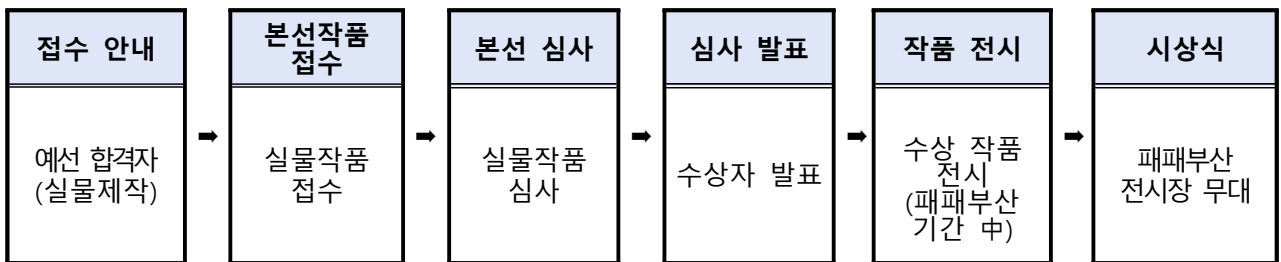 접수 안내
예선 합격자
(실물제작)
➡
본선작품
접수
실물작품
접수
➡
본선 심사
실물작품
심사
➡
심사 발표
수상자 발표
➡
작품 전시
수상 작품
전시
(패패부산
기간 中)
➡
시상식
패패부산
전시장 무대